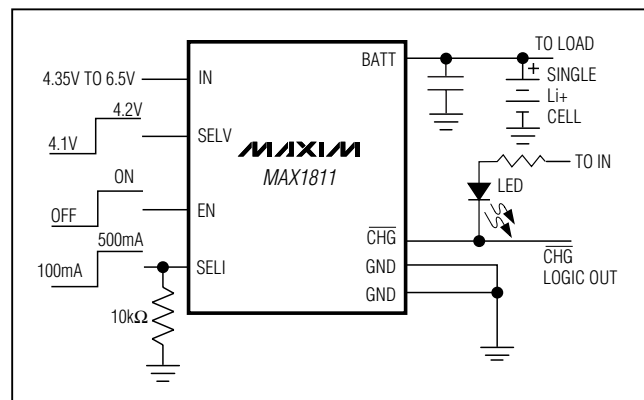 4.35V TO 6.5V
IN
4.2V
4.1V
SELV
ON
OFF
EN
500mA
100mA
SELI
10kΩ
MAXIM
MAX1811
BATT
TO LOAD
+
SINGLE
Li+
CELL
TO IN
LED
CHG
CHG
LOGIC OUT
GND
GND